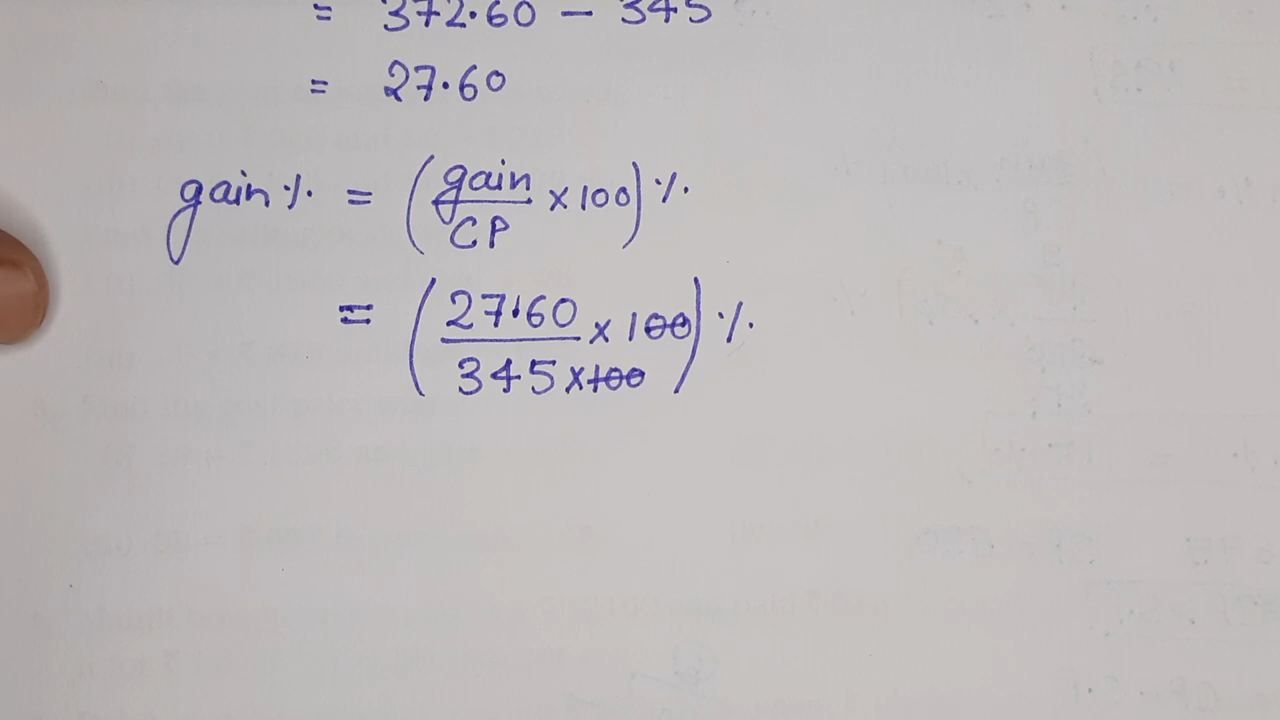 = 372.60 - 345
= 27.60
gain % = (gain/CP × 100) %
= (27.60/345×100 × 100) %